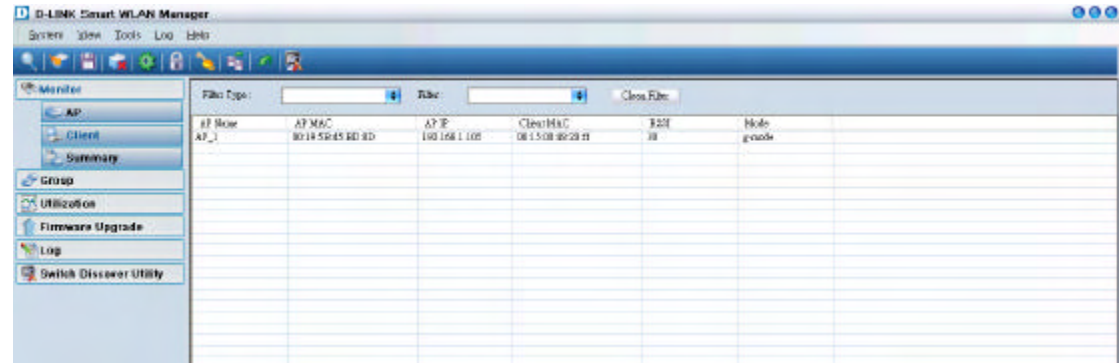 D-LINK Smart WLAN Manager
System View Tools Log Help
Monitor
AP
Client
Summary
Group
Utilization
Firmware Upgrade
Log
Switch Discover Utility
Filter Type:
Filter:
Clean Filter
AP Name AP MAC AP IP Client MAC RSSI Mode
AP_1 192.168.1.105 g-mode